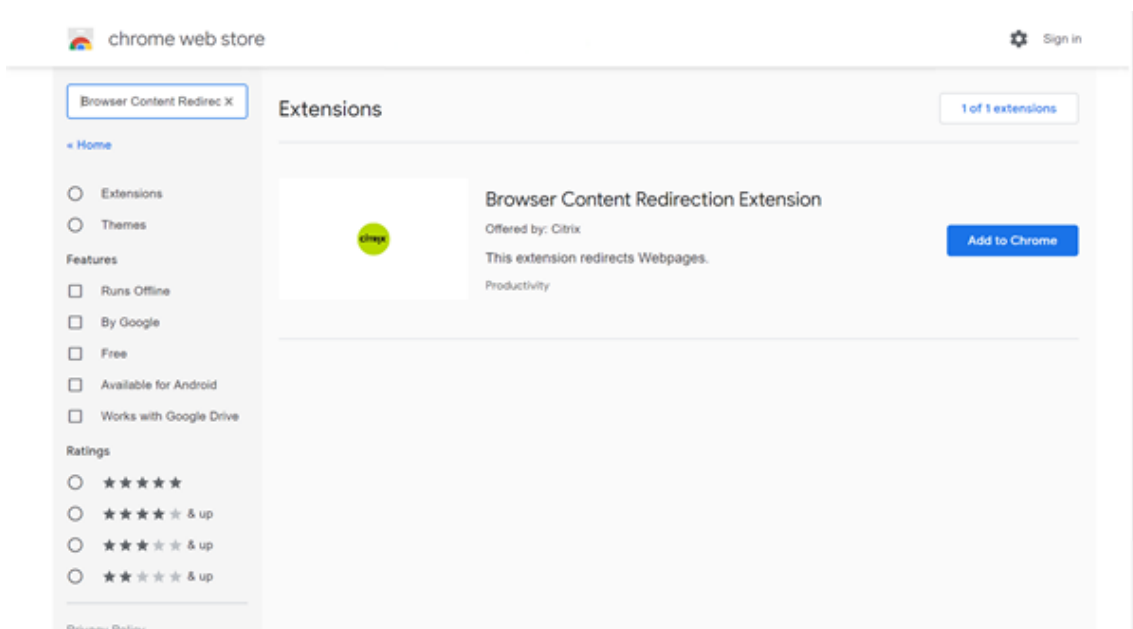 chrome web store
Sign in
Browser Content Redirec X
Extensions
1 of 1 extensions
« Home
Extensions
Themes
Features
Runs Offline
By Google
Free
Available for Android
Works with Google Drive
Ratings
& up
& up
& up
Privacy Policy
citrix
Browser Content Redirection Extension
Offered by: Citrix
This extension redirects Webpages.
Productivity
Add to Chrome